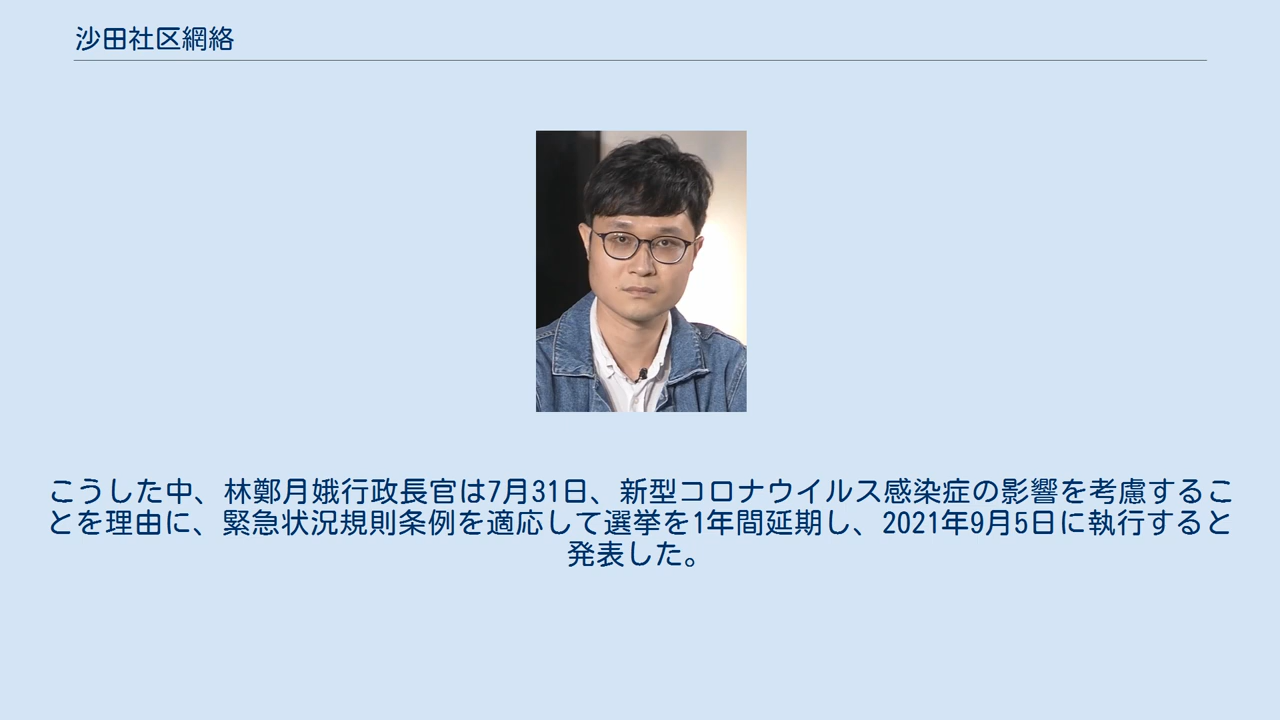 沙田社区網絡
こうした中、林鄭月娥行政長官は7月31日、新型コロナウイルス感染症の影響を考慮するこ
とを理由に、緊急状況規則条例を適応して選挙を1年間延期し、2021年9月5日に執行すると
発表した。